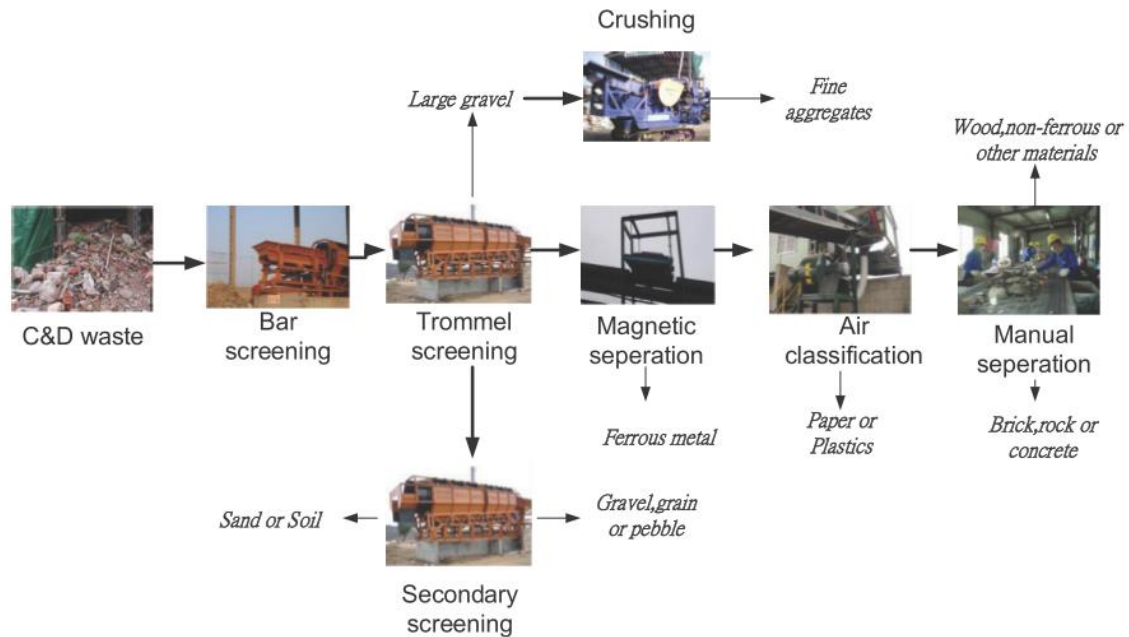 Crushing
Large gravel
Fine
aggregates
Wood,non-ferrous or
other materials
C&D waste
Bar
screening
Trommel
screening
Magnetic
seperation
Air
classification
Manual
seperation
Ferrous metal
Paper or
Plastics
Brick,rock or
concrete
Sand or Soil
Gravel,grain
or pebble
Secondary
screening